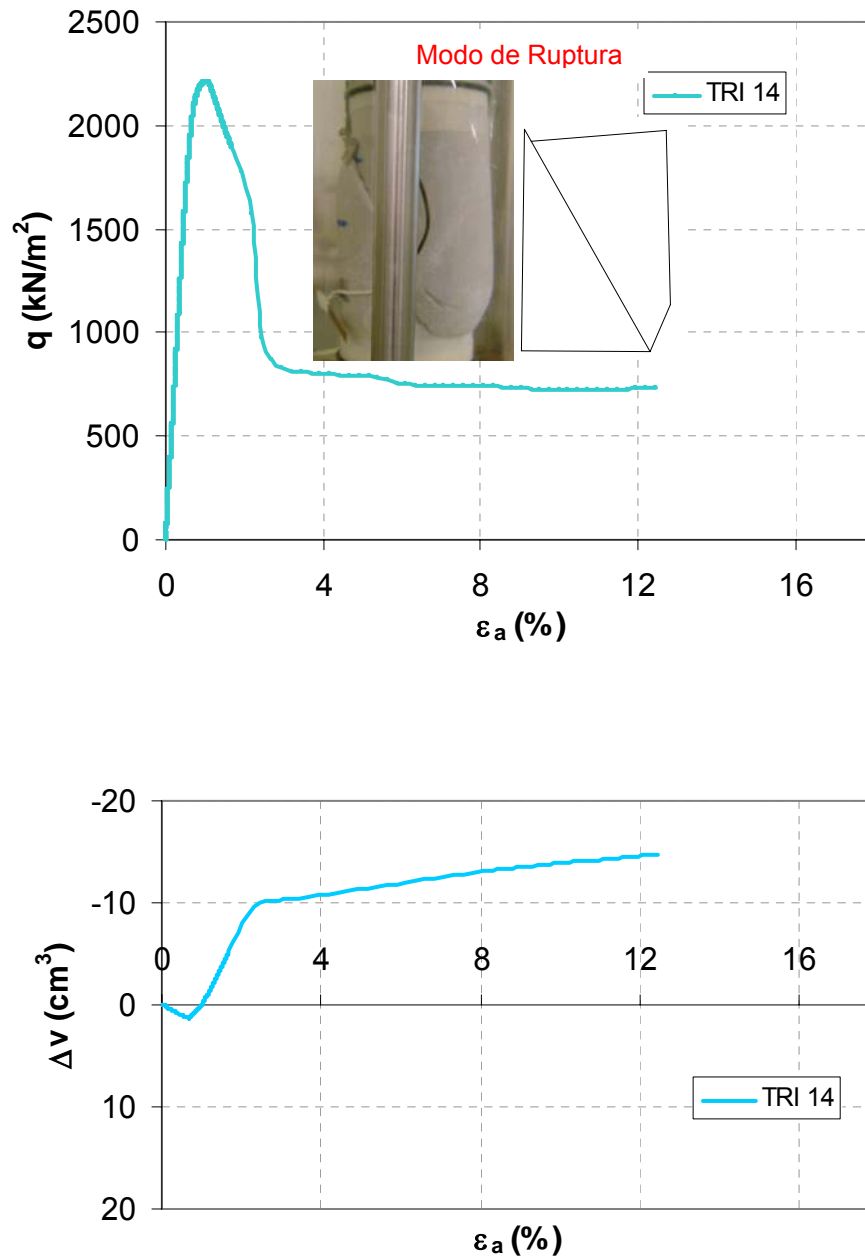 2500
Modo de Ruptura
TRI 14
2000
1500
q (kN/m²)
1000
500
0
0 4 8 12 16
εa (%)
-20
-10
0 4 8 12 16
0
Δv (cm³)
TRI 14
10
20
εa (%)